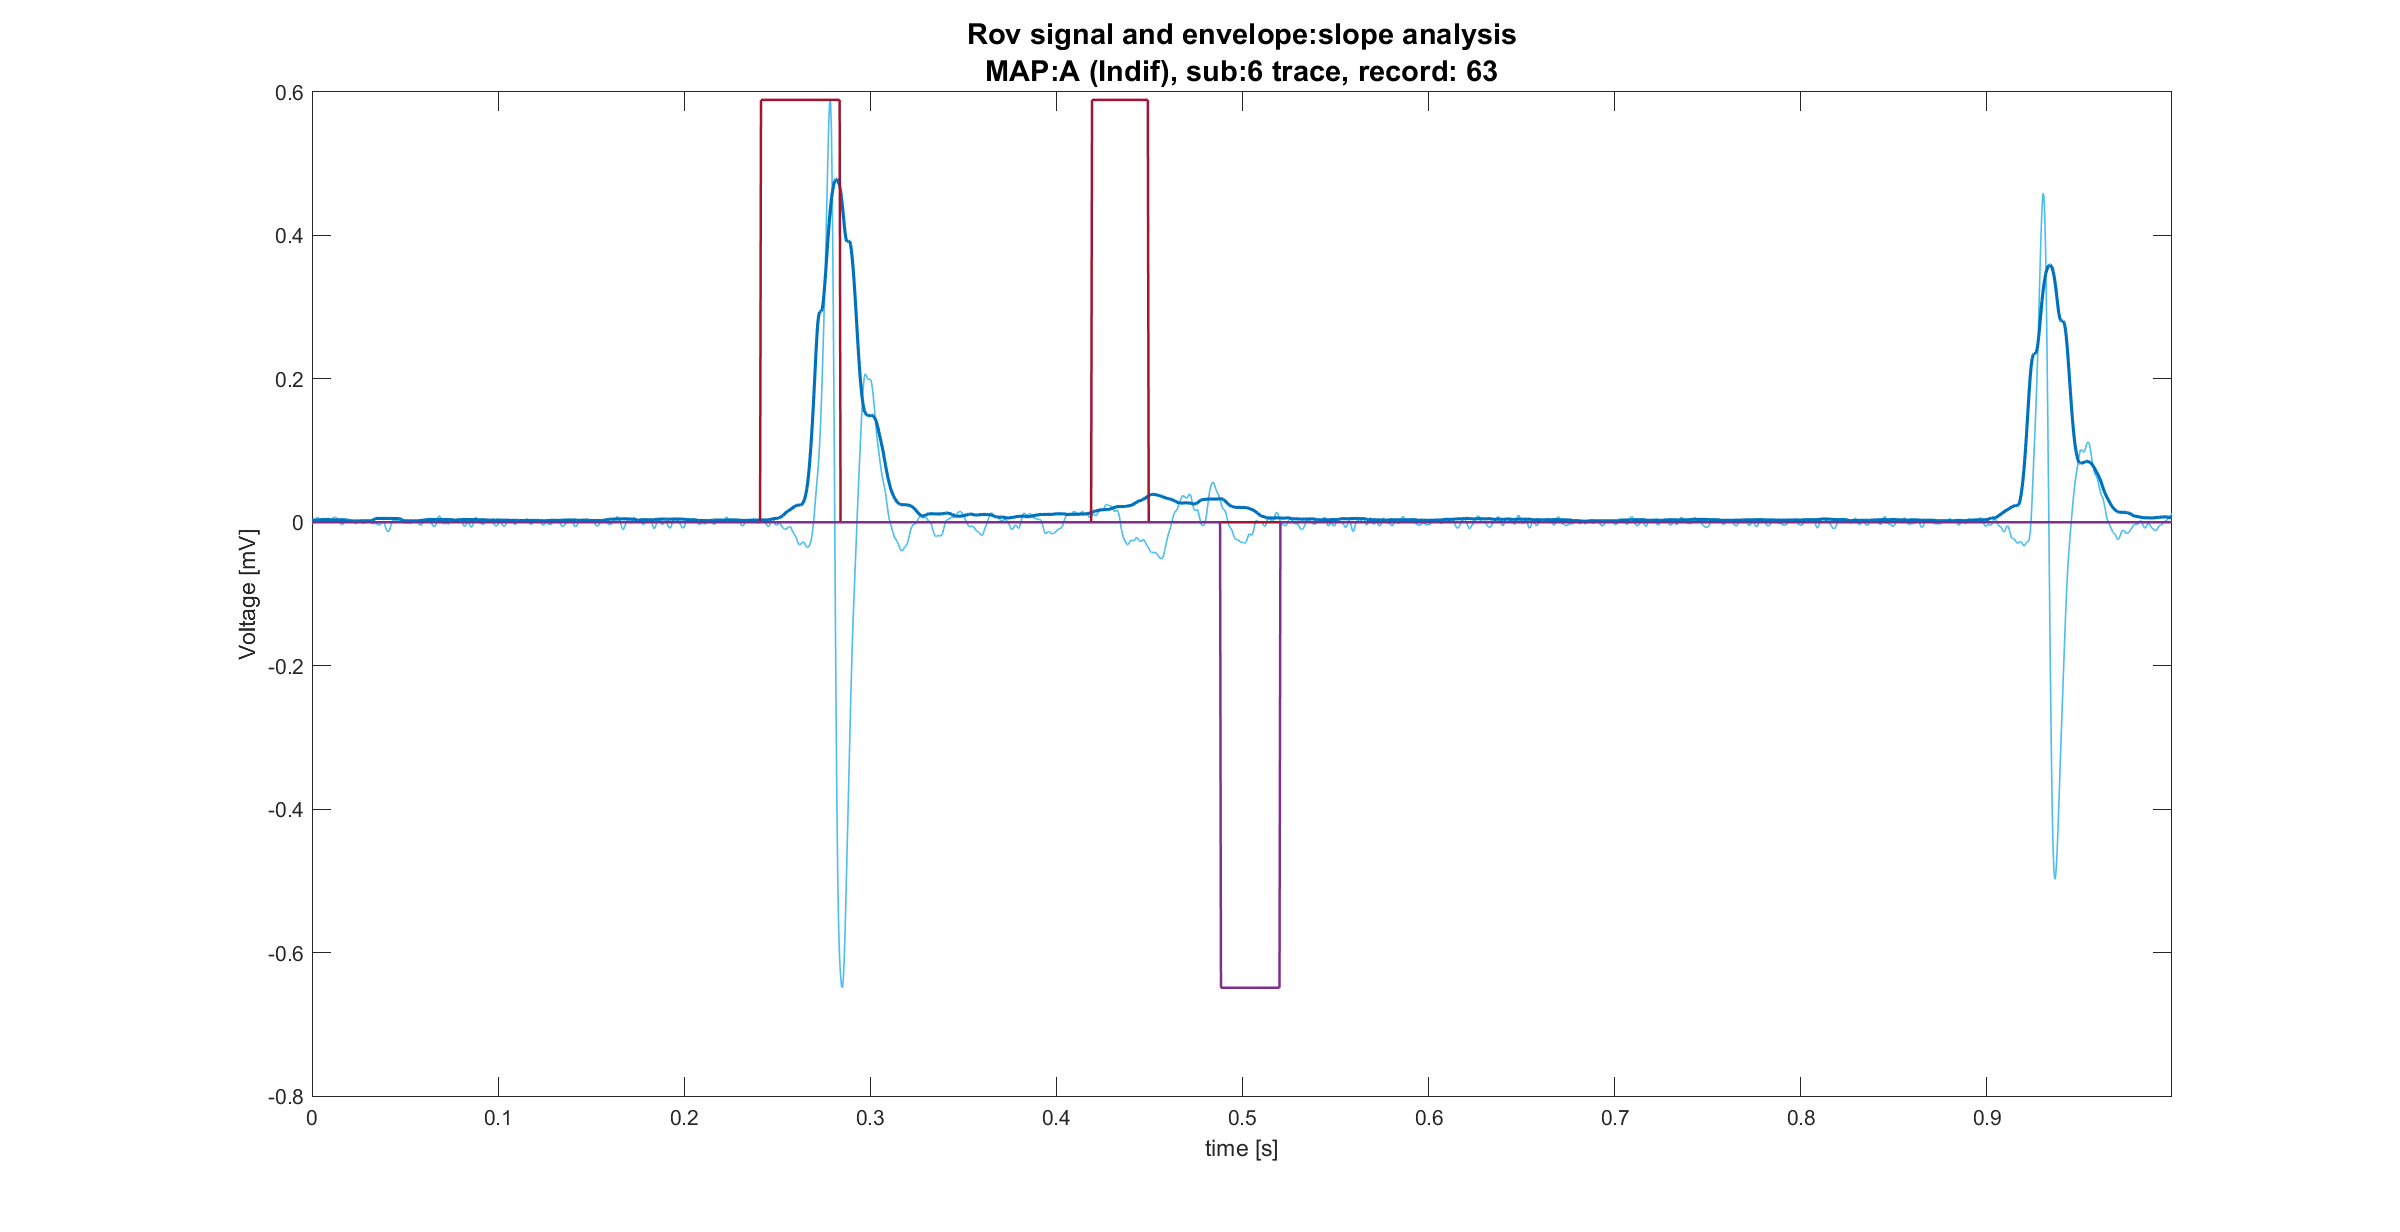 Rov signal and envelope:slope analysis
MAP:A (Indif), sub:6 trace, record: 63
0.6
0.4
0.2
0
-0.2
-0.4
-0.6
-0.8
Voltage [mV]
0 0.1 0.2 0.3 0.4 0.5 0.6 0.7 0.8 0.9
time [s]